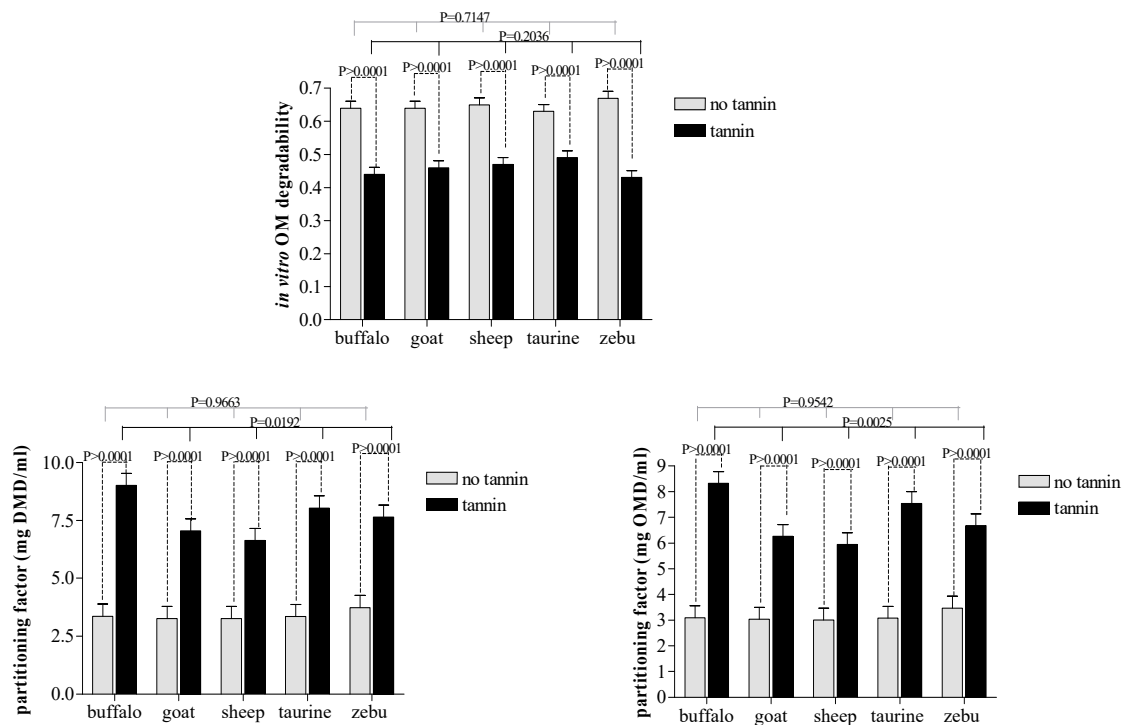 P=0.7147
P=0.2036
P>0.0001 P>0.0001 P>0.0001 P>0.0001 P>0.0001
0.7
0.6
0.5
0.4
0.3
0.2
0.1
0.0
in vitro OM degradability
no tannin
tannin
buffalo goat sheep taurine zebu
P=0.9663
P=0.0192
P>0.0001 P>0.0001 P>0.0001 P>0.0001 P>0.0001
10.0
7.5
5.0
2.5
0.0
partitioning factor (mg DMD/ml)
no tannin
tannin
buffalo goat sheep taurine zebu
P=0.9542
P=0.0025
P>0.0001 P>0.0001 P>0.0001 P>0.0001 P>0.0001
9
8
7
6
5
4
3
2
1
0
partitioning factor (mg OMD/ml)
no tannin
tannin
buffalo goat sheep taurine zebu